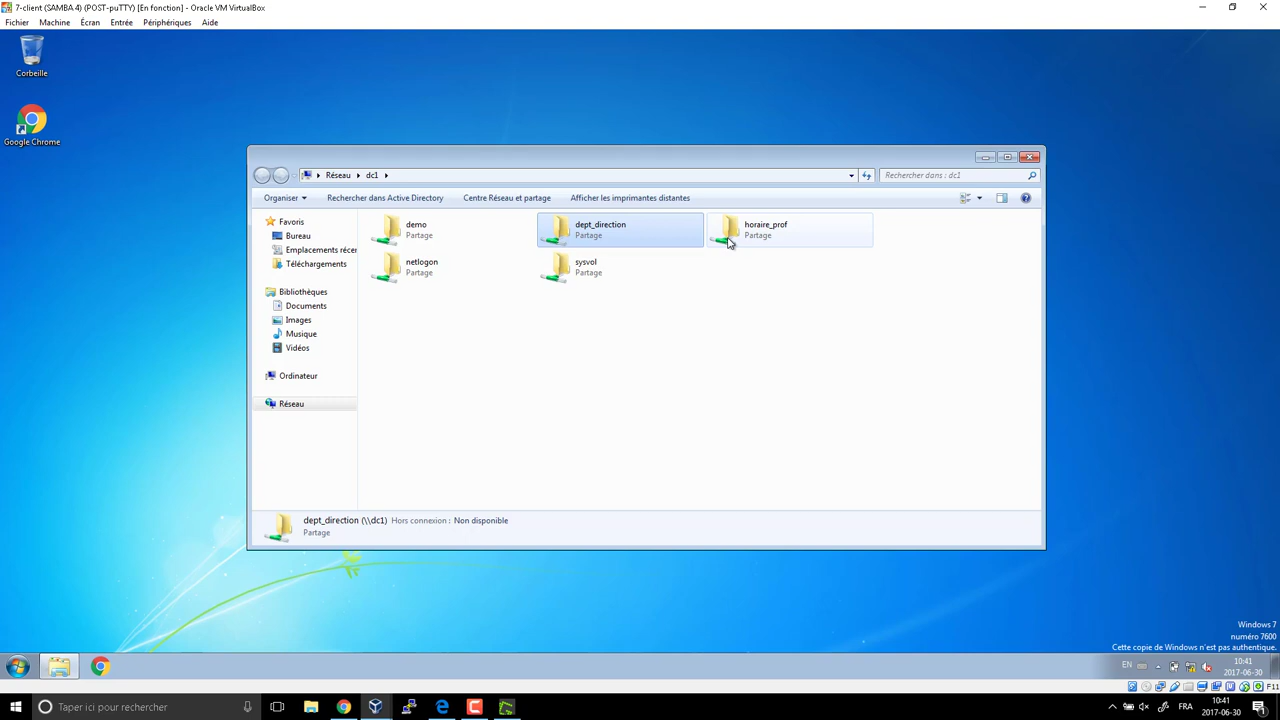 7-client (SAMBA 4) (POST-puTTY) [En fonction] - Oracle VM VirtualBox
Fichier Machine Écran Entrée Périphériques Aide
Corbeille
Google Chrome
Réseau dc1
Rechercher dans : dc1
Organiser Rechercher dans Active Directory Centre Réseau et partage Afficher les imprimantes distantes
Favoris
Bureau
Emplacements récer
Téléchargements
Bibliothèques
Documents
Images
Musique
Vidéos
Ordinateur
Réseau
demo
Partage
dept_direction
Partage
horaire_prof
Partage
netlogon
Partage
sysvol
Partage
dept_direction (\\dc1) Hors connexion : Non disponible
Partage
Windows 7
numéro 7600
Cette copie de Windows n'est pas authentique.
EN
10:41
2017-06-30
F11
Taper ici pour rechercher
FRA
10:41
2017-06-30
1